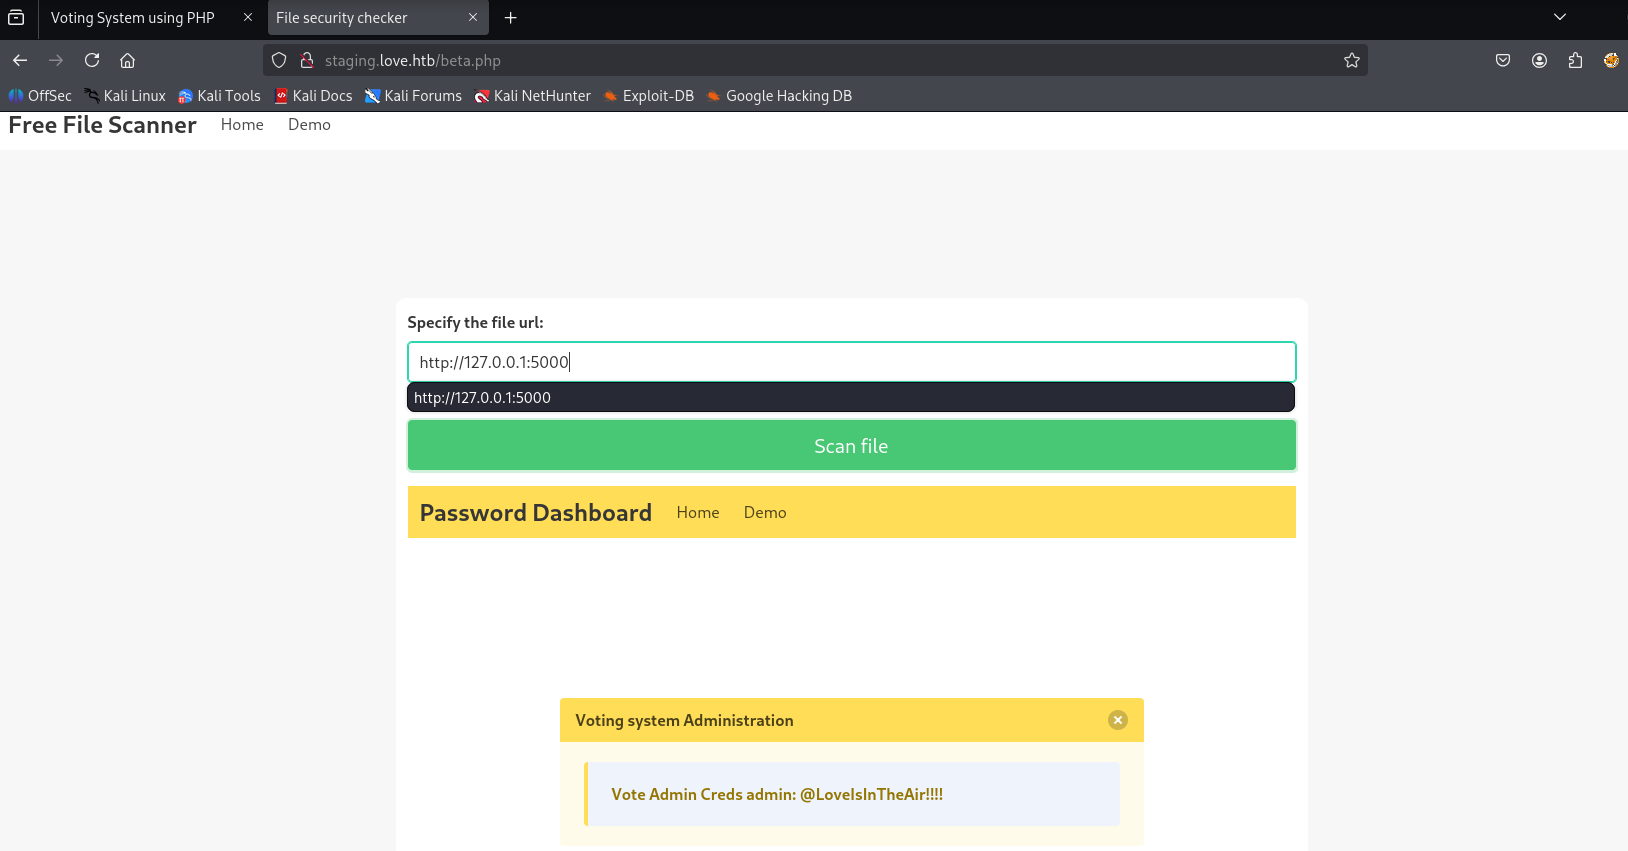 Voting System using PHP
File security checker
staging.love.htb/beta.php
OffSec Kali Linux Kali Tools Kali Docs Kali Forums Kali NetHunter Exploit-DB Google Hacking DB
Free File Scanner Home Demo
Specify the file url:
http://127.0.0.1:5000
http://127.0.0.1:5000
Scan file
Password Dashboard Home Demo
Voting system Administration
Vote Admin Creds admin: @LoveIsInTheAir!!!!